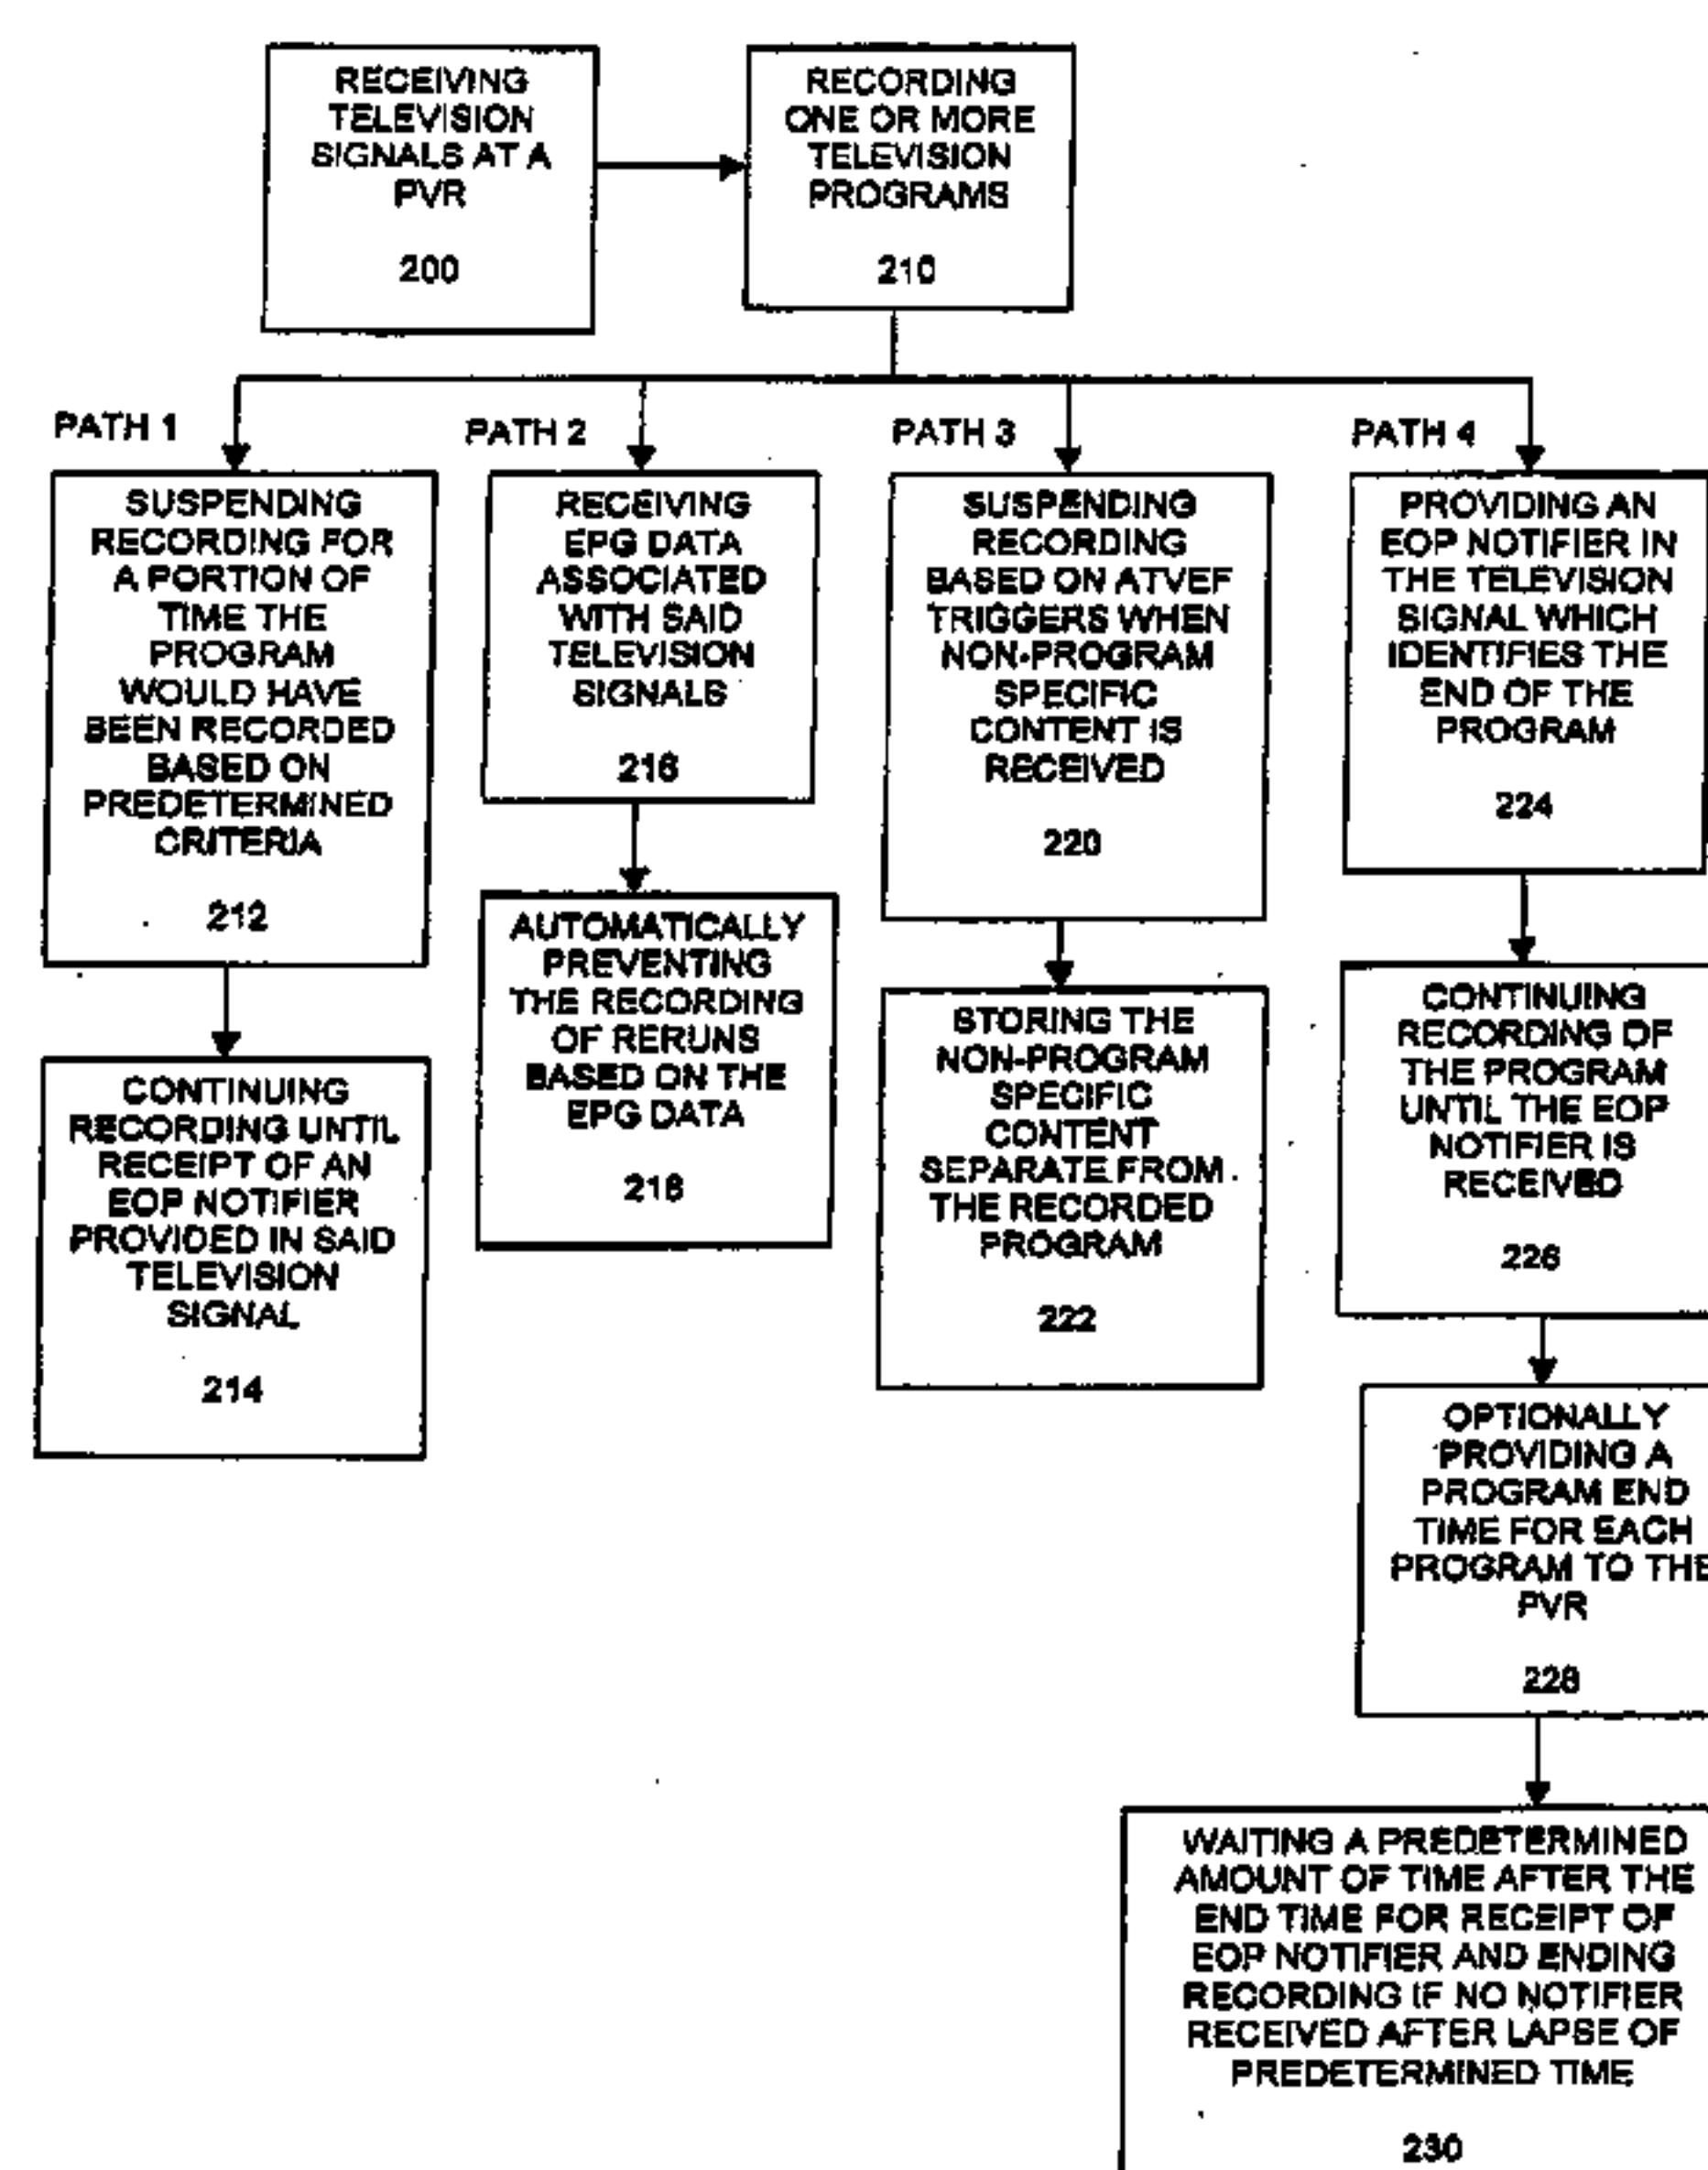 RECEIVING
TELEVISION
SIGNALS AT A
PVR
200
RECORDING
ONE OR MORE
TELEVISION
PROGRAMS
210
PATH 1
SUSPENDING
RECORDING FOR
A PORTION OF
TIME THE
PROGRAM
WOULD HAVE
BEEN RECORDED
BASED ON
PREDETERMINED
CRITERIA
212
CONTINUING
RECORDING UNTIL
RECEIPT OF AN
EOP NOTIFIER
PROVIDED IN SAID
TELEVISION
SIGNAL
214
PATH 2
RECEIVING
EPG DATA
ASSOCIATED
WITH SAID
TELEVISION
SIGNALS
216
AUTOMATICALLY
PREVENTING
THE RECORDING
OF RERUNS
BASED ON THE
EPG DATA
218
PATH 3
SUSPENDING
RECORDING
BASED ON ATVEF
TRIGGERS WHEN
NON-PROGRAM
SPECIFIC
CONTENT IS
RECEIVED
220
STORING THE
NON-PROGRAM
SPECIFIC
CONTENT
SEPARATE FROM
THE RECORDED
PROGRAM
222
PATH 4
PROVIDING AN
EOP NOTIFIER IN
THE TELEVISION
SIGNAL WHICH
IDENTIFIES THE
END OF THE
PROGRAM
224
CONTINUING
RECORDING OF
THE PROGRAM
UNTIL THE EOP
NOTIFIER IS
RECEIVED
226
OPTIONALLY
PROVIDING A
PROGRAM END
TIME FOR EACH
PROGRAM TO THE
PVR
228
WAITING A PREDETERMINED
AMOUNT OF TIME AFTER THE
END TIME FOR RECEIPT OF
EOP NOTIFIER AND ENDING
RECORDING IF NO NOTIFIER
RECEIVED AFTER LAPSE OF
PREDETERMINED TIME
230